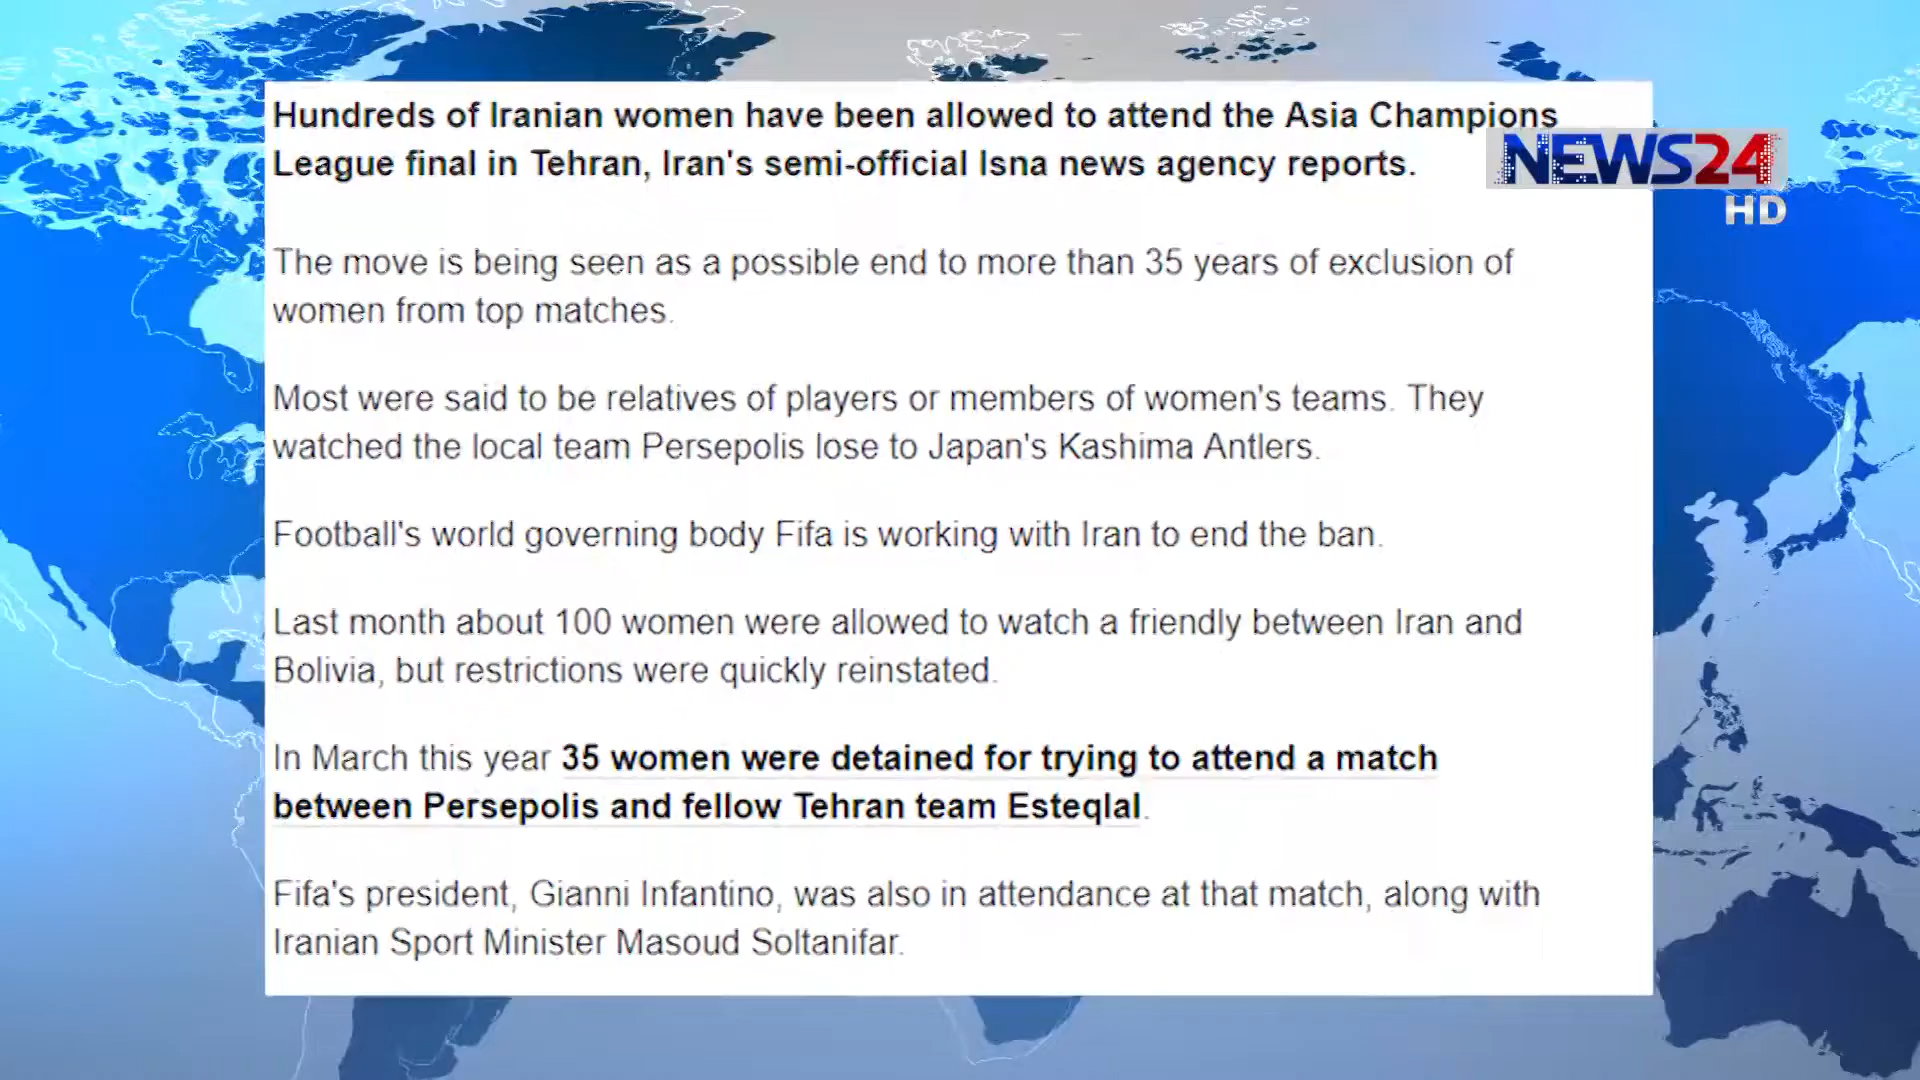 Hundreds of Iranian women have been allowed to attend the Asia Champions
League final in Tehran, Iran's semi-official Isna news agency reports.
NEWS24
HD
The move is being seen as a possible end to more than 35 years of exclusion of
women from top matches.
Most were said to be relatives of players or members of women's teams. They
watched the local team Persepolis lose to Japan's Kashima Antlers.
Football's world governing body Fifa is working with Iran to end the ban.
Last month about 100 women were allowed to watch a friendly between Iran and
Bolivia, but restrictions were quickly reinstated.
In March this year 35 women were detained for trying to attend a match
between Persepolis and fellow Tehran team Esteqlal.
Fifa's president, Gianni Infantino, was also in attendance at that match, along with
Iranian Sport Minister Masoud Soltanifar.